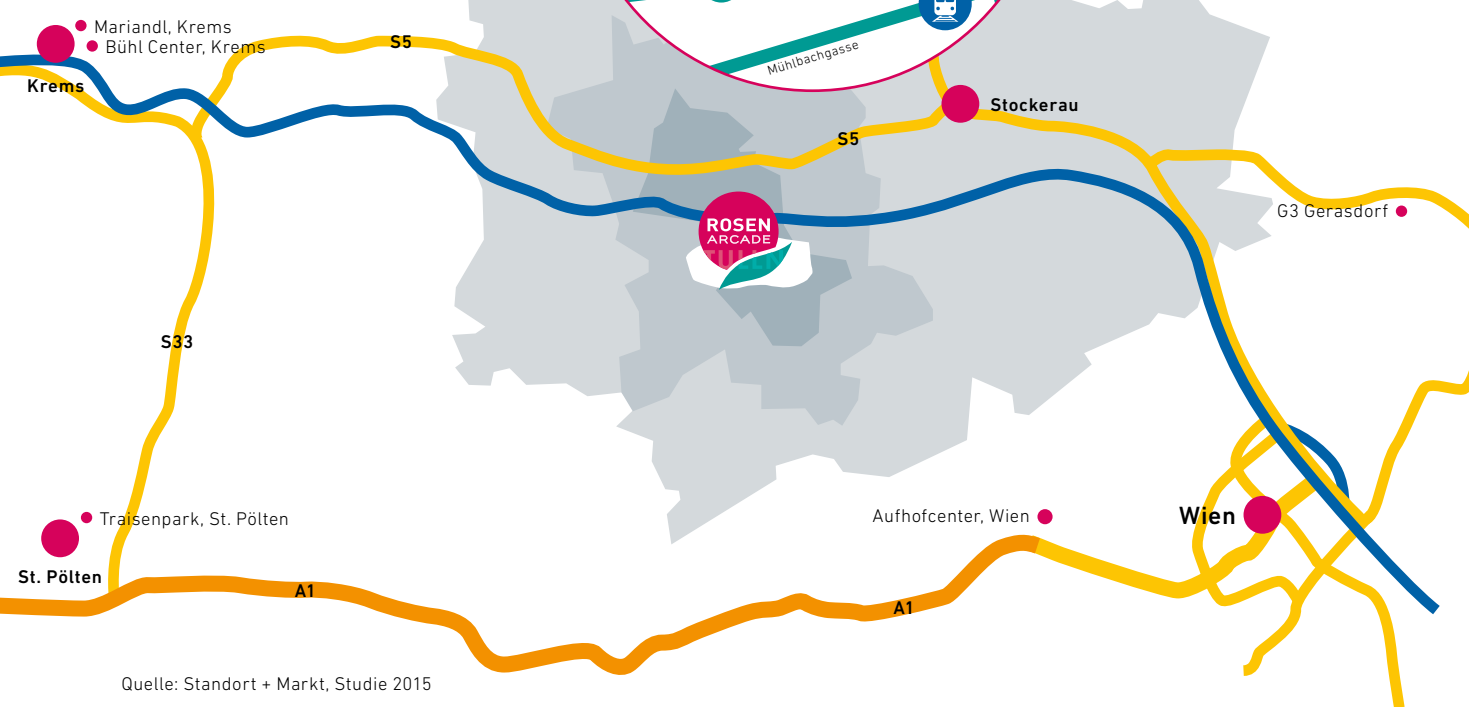 Mariandl, Krems
Bühl Center, Krems
Krems
S5
Mühlbachgasse
Stockerau
S5
G3 Gerasdorf
ROSEN
ARCADE
TULLN
S33
Traisenpark, St. Pölten
St. Pölten
Aufhofcenter, Wien
Wien
A1
A1
Quelle: Standort + Markt, Studie 2015